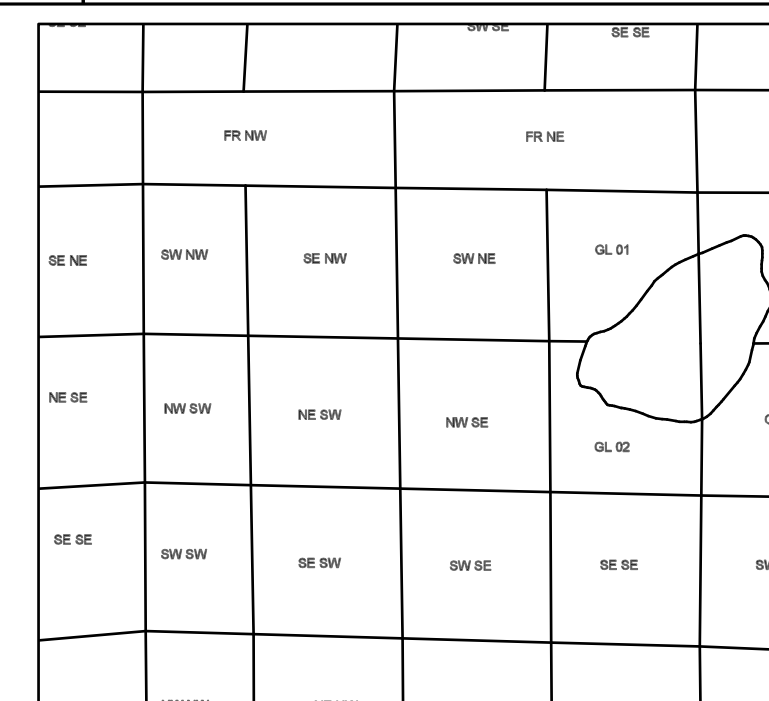 SW SE
SE SE
FR NW
FR NE
SE NE
SW NW
SE NW
SW NE
GL 01
NE SE
NW SW
NE SW
NW SE
GL 02
SE SE
SW SW
SE SW
SW SE
SE SE